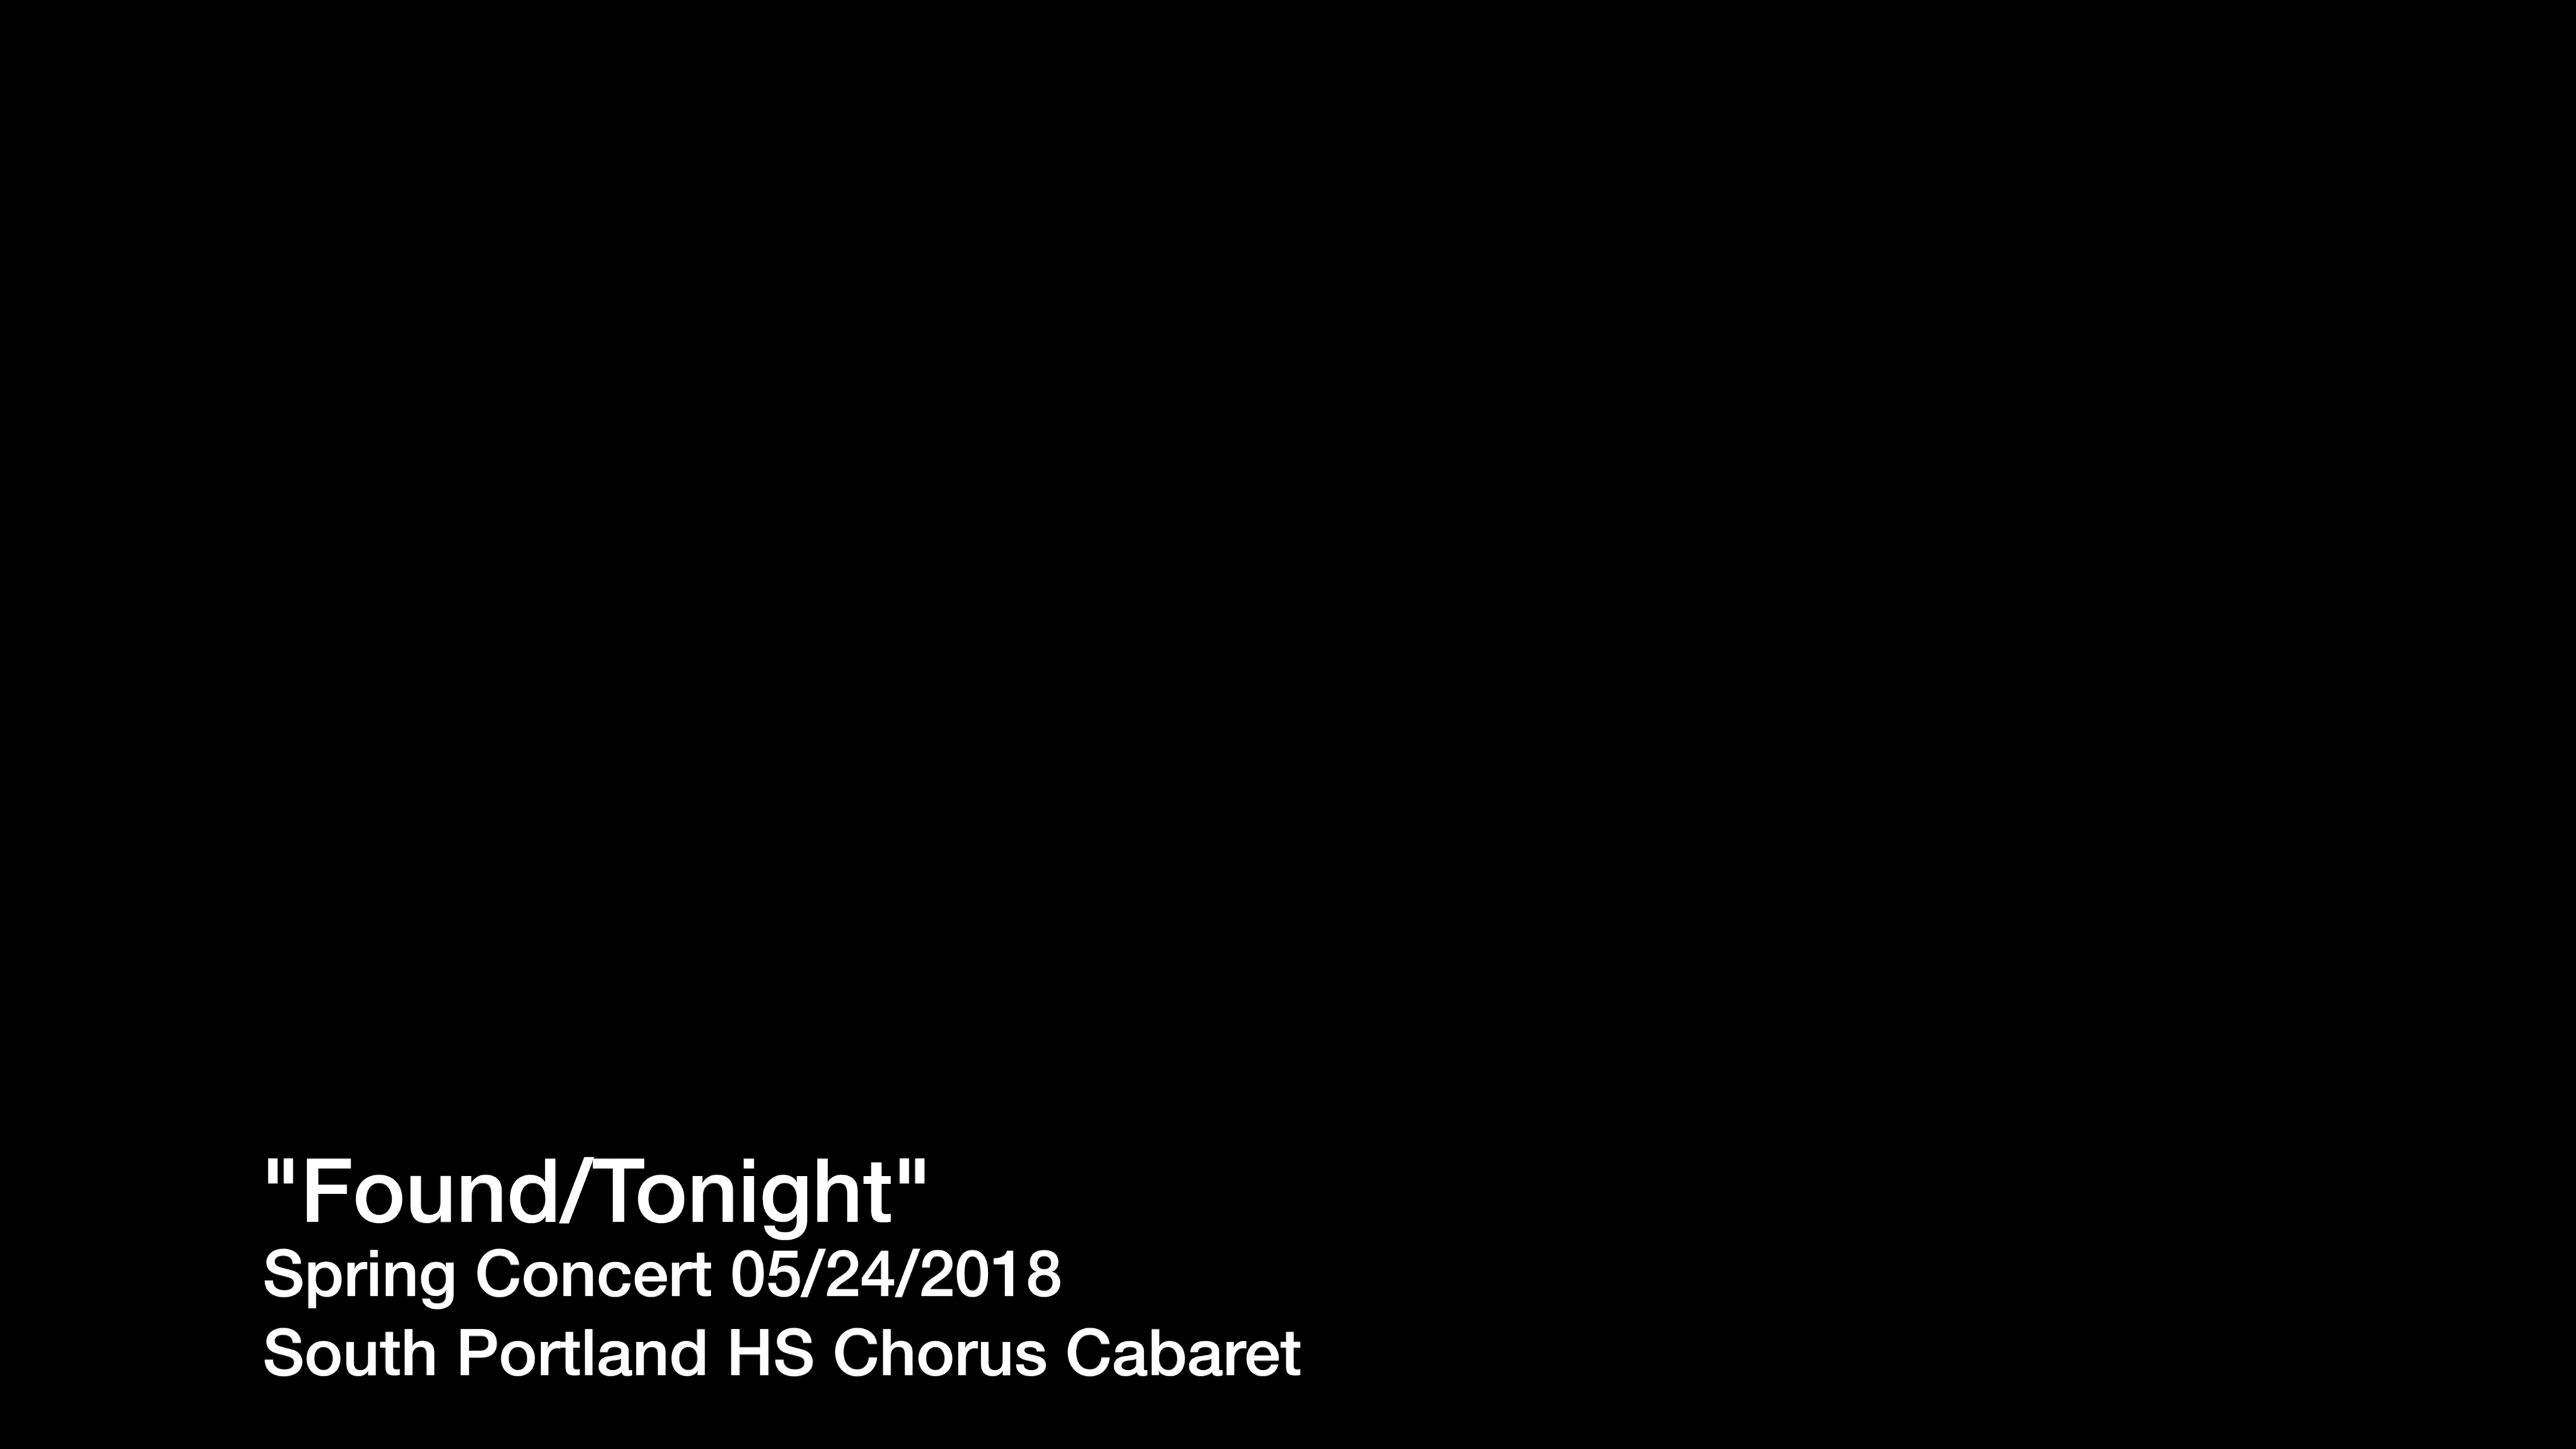 "Found/Tonight"
Spring Concert 05/24/2018
South Portland HS Chorus Cabaret